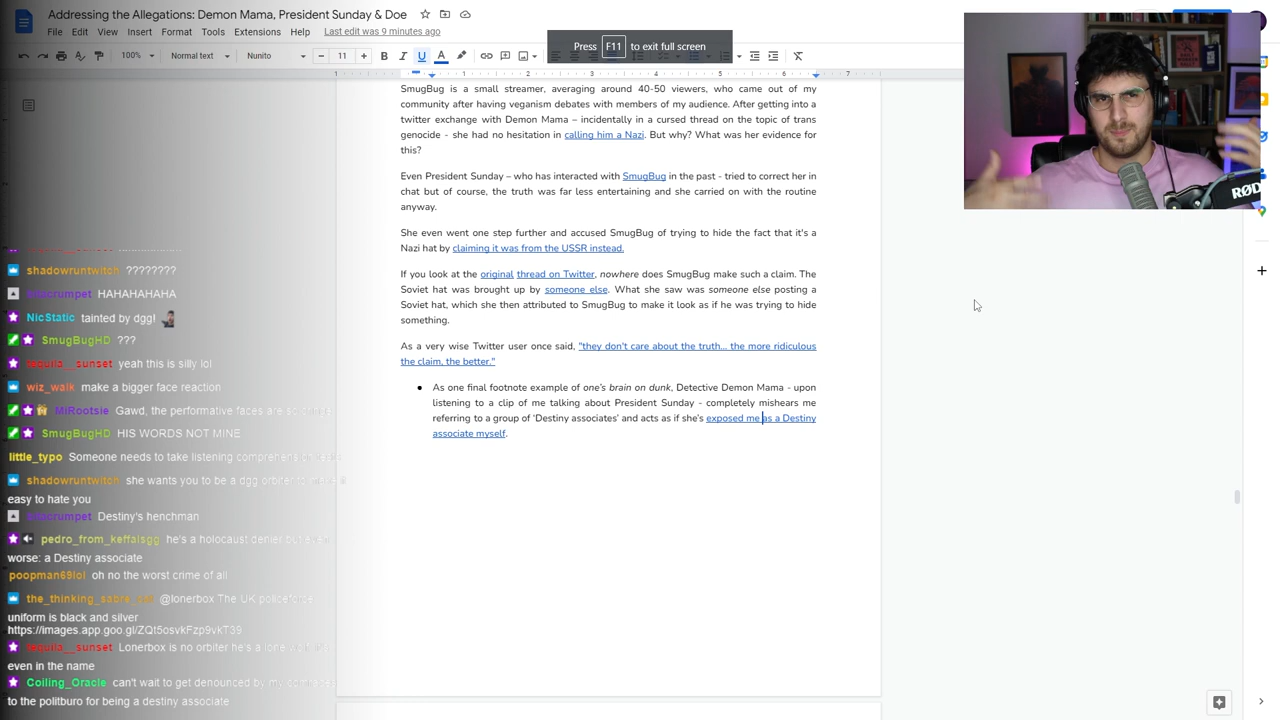 Addressing the Allegations: Demon Mama, President Sunday & Doe
File Edit View Insert Format Tools Extensions Help Last edit was 9 minutes ago
100% Normal text Nunito 11
Press F11 to exit full screen
SmugBug is a small streamer, averaging around 40-50 viewers, who came out of my
community after having veganism debates with members of my audience. After getting into a
twitter exchange with Demon Mama – incidentally in a cursed thread on the topic of trans
genocide - she had no hesitation in calling him a Nazi. But why? What was her evidence for
this?
Even President Sunday – who has interacted with SmugBug in the past - tried to correct her in
chat but of course, the truth was far less entertaining and she carried on with the routine
anyway.
She even went one step further and accused SmugBug of trying to hide the fact that it's a
Nazi hat by claiming it was from the USSR instead.
If you look at the original thread on Twitter, nowhere does SmugBug make such a claim. The
Soviet hat was brought up by someone else. What she saw was someone else posting a
Soviet hat, which she then attributed to SmugBug to make it look as if he was trying to hide
something.
As a very wise Twitter user once said, "they don't care about the truth... the more ridiculous
the claim, the better."
● As one final footnote example of one's brain on dunk, Detective Demon Mama - upon
listening to a clip of me talking about President Sunday - completely mishears me
referring to a group of 'Destiny associates' and acts as if she's exposed me as a Destiny
associate myself.
shadowruntwitch ????????
HAHAHAHAHA
NicStatic tainted by dgg!
SmugBugHD ???
tequila__sunset yeah this is silly lol
wiz_walk make a bigger face reaction
MiRootsie Gawd, the performative faces are so cringe
SmugBugHD HIS WORDS NOT MINE
little_typo Someone needs to take listening comprehension
shadowruntwitch she wants you to be a dgg orbiter to make it
easy to hate you
Destiny's henchman
pedro_from_keffalsgg he's a holocaust denier but even
worse: a Destiny associate
poopman69lol oh no the worst crime of all
@lonerbox The UK policeforce
uniform is black and silver
https://images.app.goo.gl/ZQt5osvkFzp9vkT39
tequila__sunset Lonerbox is no orbiter he's a lone
even in the name
Coiling_Oracle can't wait to get denounced by my comrades
to the politburo for being a destiny associate
RØD